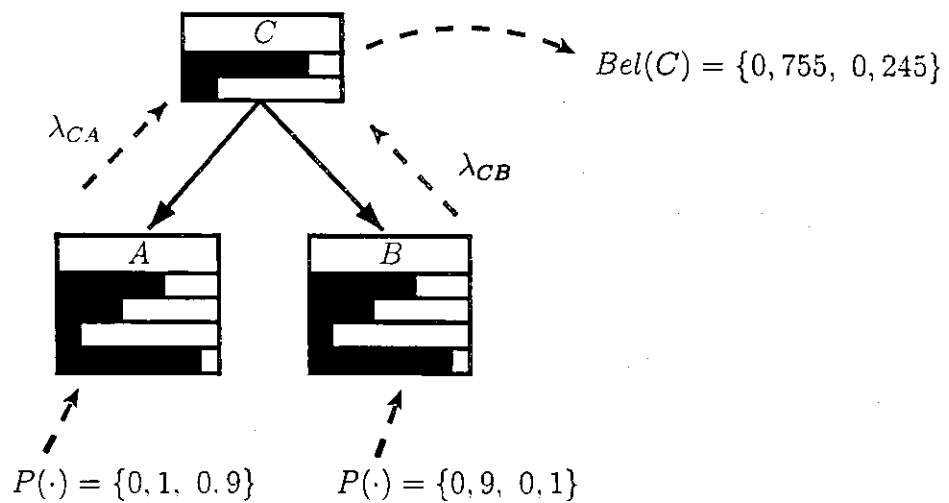 C
Bel(C) = {0,755, 0,245}
λ_CA
λ_CB
A
B
P(·) = {0,1, 0.9}
P(·) = {0,9, 0,1}